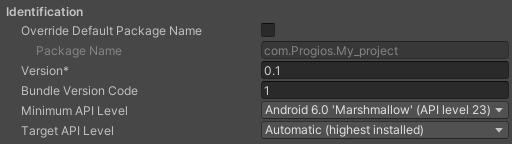 Identification
Override Default Package Name
Package Name com.Progios.My_project
Version* 0.1
Bundle Version Code 1
Minimum API Level Android 6.0 'Marshmallow' (API level 23)
Target API Level Automatic (highest installed)